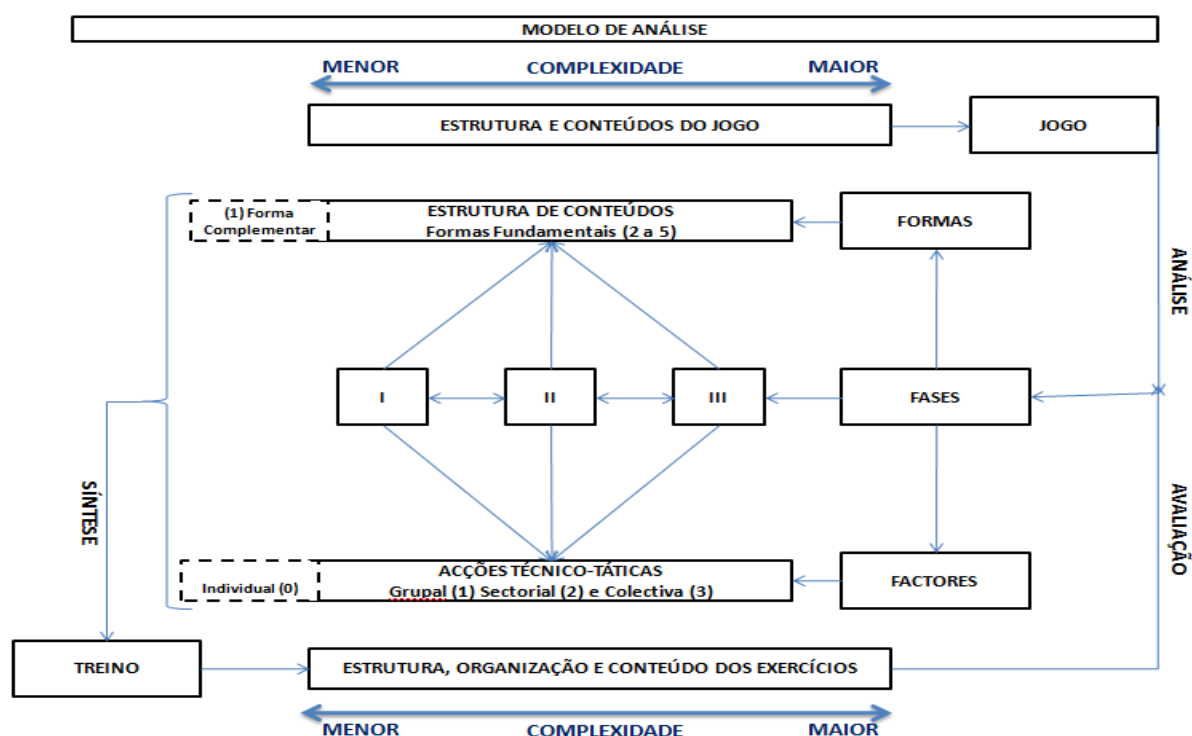 MODELO DE ANÁLISE
MENOR COMPLEXIDADE MAIOR
ESTRUTURA E CONTEÚDOS DO JOGO
JOGO
(1) Forma
Complementar
ESTRUTURA DE CONTEÚDOS
Formas Fundamentais (2 a 5)
FORMAS
ANÁLISE
I
II
III
FASES
SÍNTESE
AVALIAÇÃO
Individual (0)
ACÇÕES TÉCNICO-TÁTICAS
Grupal (1) Sectorial (2) e Colectiva (3)
FACTORES
TREINO
ESTRUTURA, ORGANIZAÇÃO E CONTEÚDO DOS EXERCÍCIOS
MENOR COMPLEXIDADE MAIOR